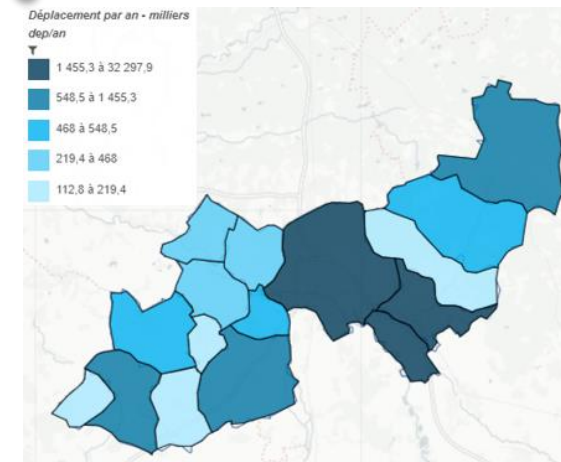 Déplacement par an - milliers
dep/an
1 455,3 à 32 297,9
548,5 à 1 455,3
468 à 548,5
219,4 à 468
112,8 à 219,4